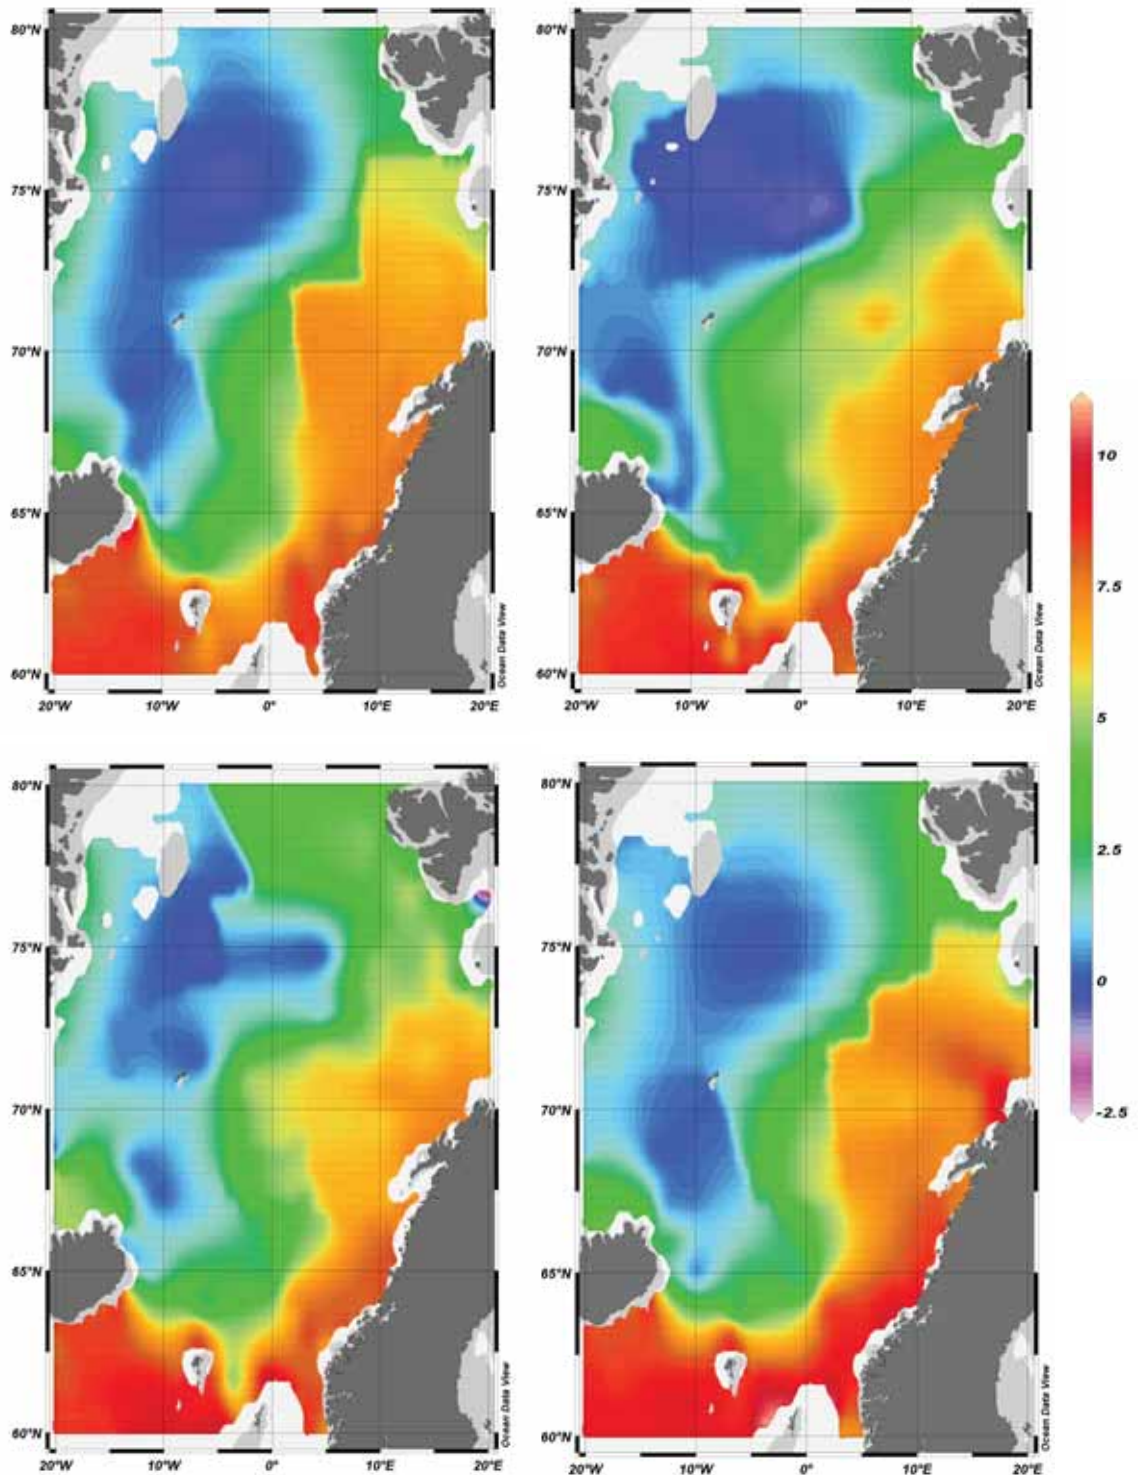 80°N 80°N
75°N 75°N
70°N 70°N
10
65°N 65°N
7.5
Ocean Data View Ocean Data View
60°N 60°N
20°W 10°W 0° 10°E 20°E 20°W 10°W 0° 10°E 20°E
5
80°N 80°N
2.5
75°N 75°N
0
70°N 70°N
-2.5
65°N 65°N
Ocean Data View Ocean Data View
60°N 60°N
20°W 10°W 0° 10°E 20°E 20°W 10°W 0° 10°E 20°E